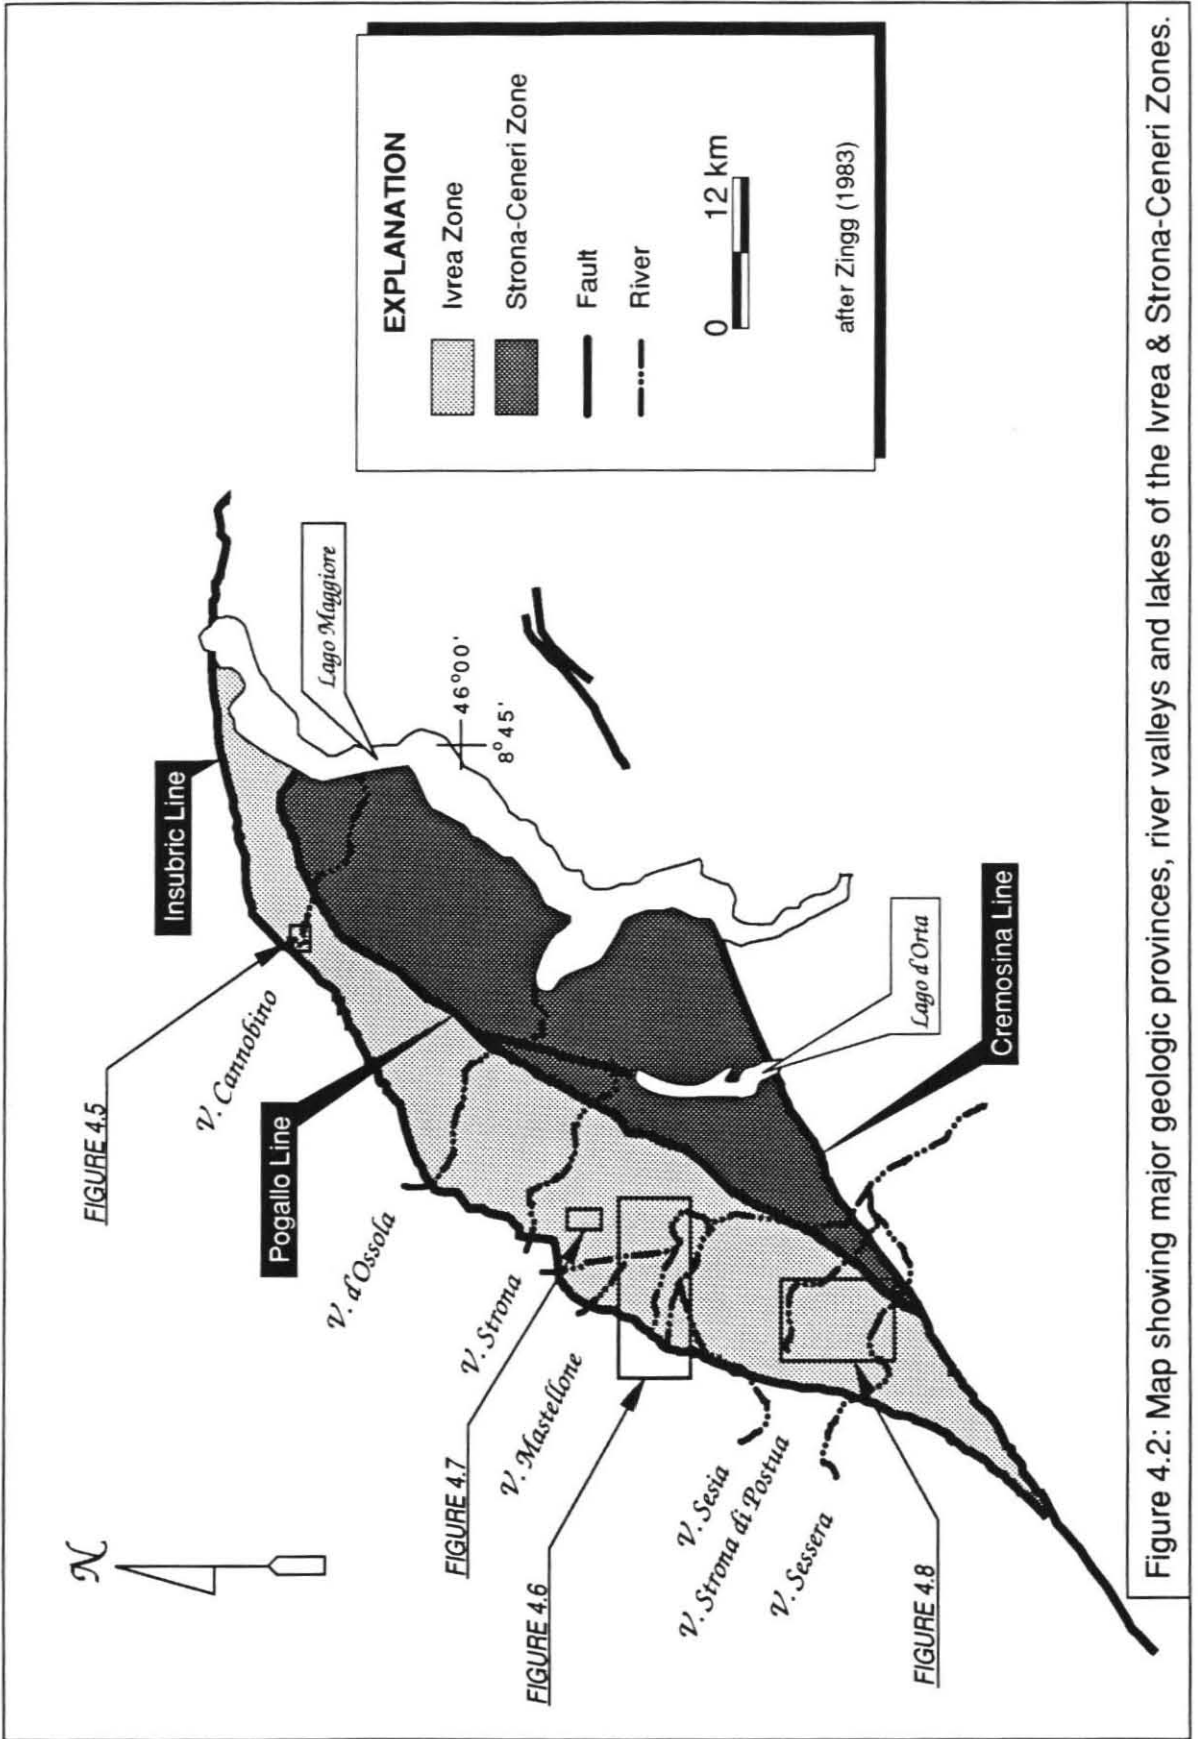 N
FIGURE 4.5
V. Cannobino
Insubric Line
Lago Maggiore
Pogallo Line
V. d'Ossola
46°00'
8°45'
FIGURE 4.7
V. Strona
V. Mastellone
FIGURE 4.6
V. Sesia
V. Strona di Postua
V. Sessera
FIGURE 4.8
Lago d'Orta
Cremosina Line
EXPLANATION
Ivrea Zone
Strona-Ceneri Zone
Fault
River
0 12 km
after Zingg (1983)
Figure 4.2: Map showing major geologic provinces, river valleys and lakes of the Ivrea & Strona-Ceneri Zones.